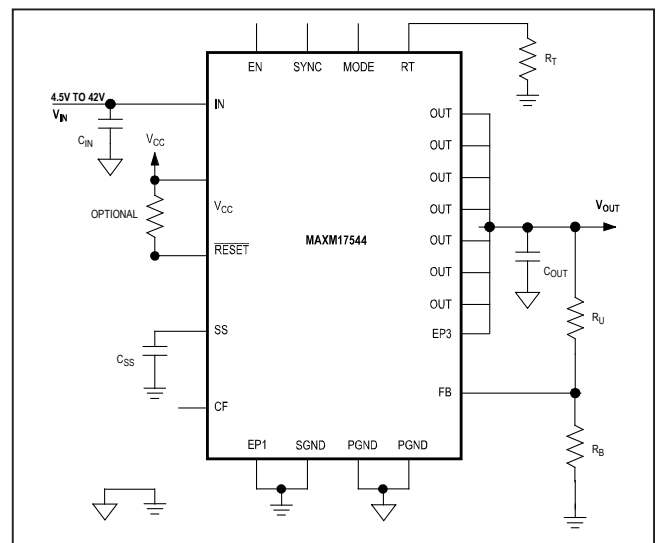 EN SYNC MODE RT
R_T
4.5V TO 42V
V_IN
IN
C_IN
V_CC
OPTIONAL
V_CC
RESET
MAXM17544
OUT
OUT
OUT
OUT
OUT
OUT
OUT
EP3
V_OUT
C_OUT
R_U
SS
C_SS
CF
FB
R_B
EP1 SGND PGND PGND